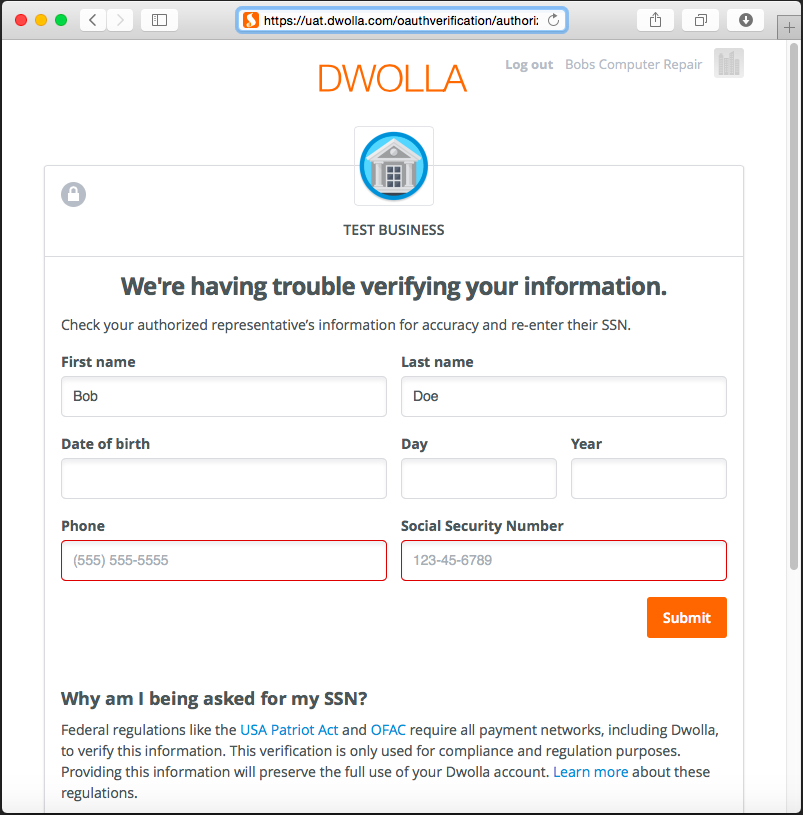 https://uat.dwolla.com/oauthverification/authori
DWOLLA
Log out Bobs Computer Repair
TEST BUSINESS
We're having trouble verifying your information.
Check your authorized representative's information for accuracy and re-enter their SSN.
First name Last name
Bob Doe
Date of birth Day Year
Phone Social Security Number
(555) 555-5555 123-45-6789
Submit
Why am I being asked for my SSN?
Federal regulations like the USA Patriot Act and OFAC require all payment networks, including Dwolla,
to verify this information. This verification is only used for compliance and regulation purposes.
Providing this information will preserve the full use of your Dwolla account. Learn more about these
regulations.